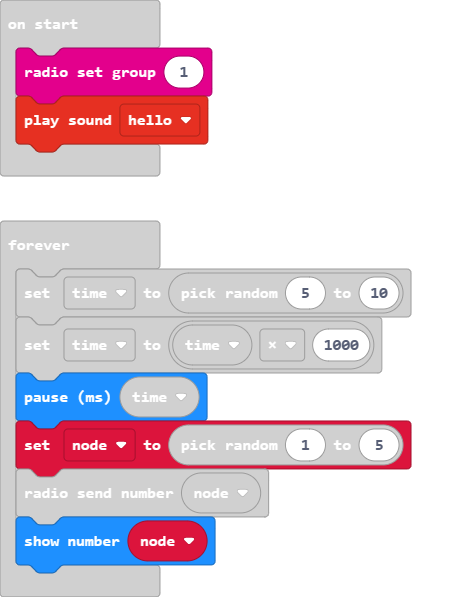 on start
radio set group 1
play sound hello
forever
set time to pick random 5 to 10
set time to time × 1000
pause (ms) time
set node to pick random 1 to 5
radio send number node
show number node